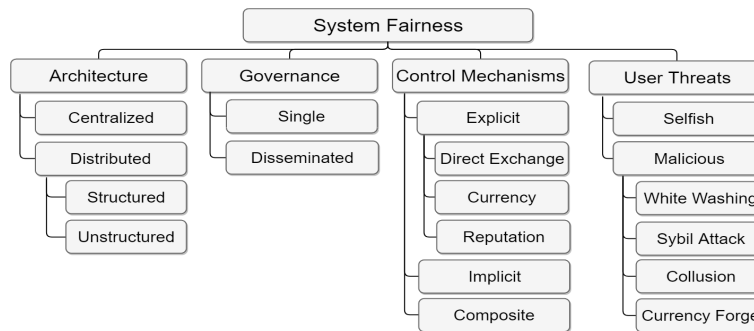 System Fairness
Architecture
Centralized
Distributed
Structured
Unstructured
Governance
Single
Disseminated
Control Mechanisms
Explicit
Direct Exchange
Currency
Reputation
Implicit
Composite
User Threats
Selfish
Malicious
White Washing
Sybil Attack
Collusion
Currency Forge